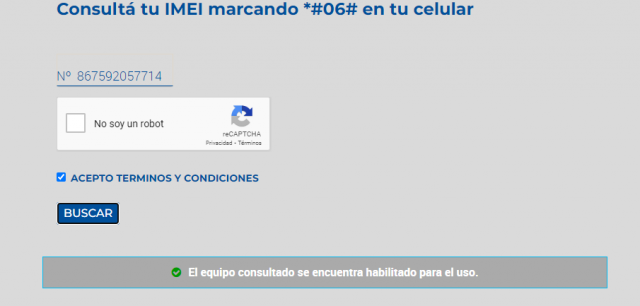 Consultá tu IMEI marcando *#06# en tu celular
Nº 867592057714
No soy un robot
reCAPTCHA
Privacidad - Términos
ACEPTO TERMINOS Y CONDICIONES
BUSCAR
El equipo consultado se encuentra habilitado para el uso.